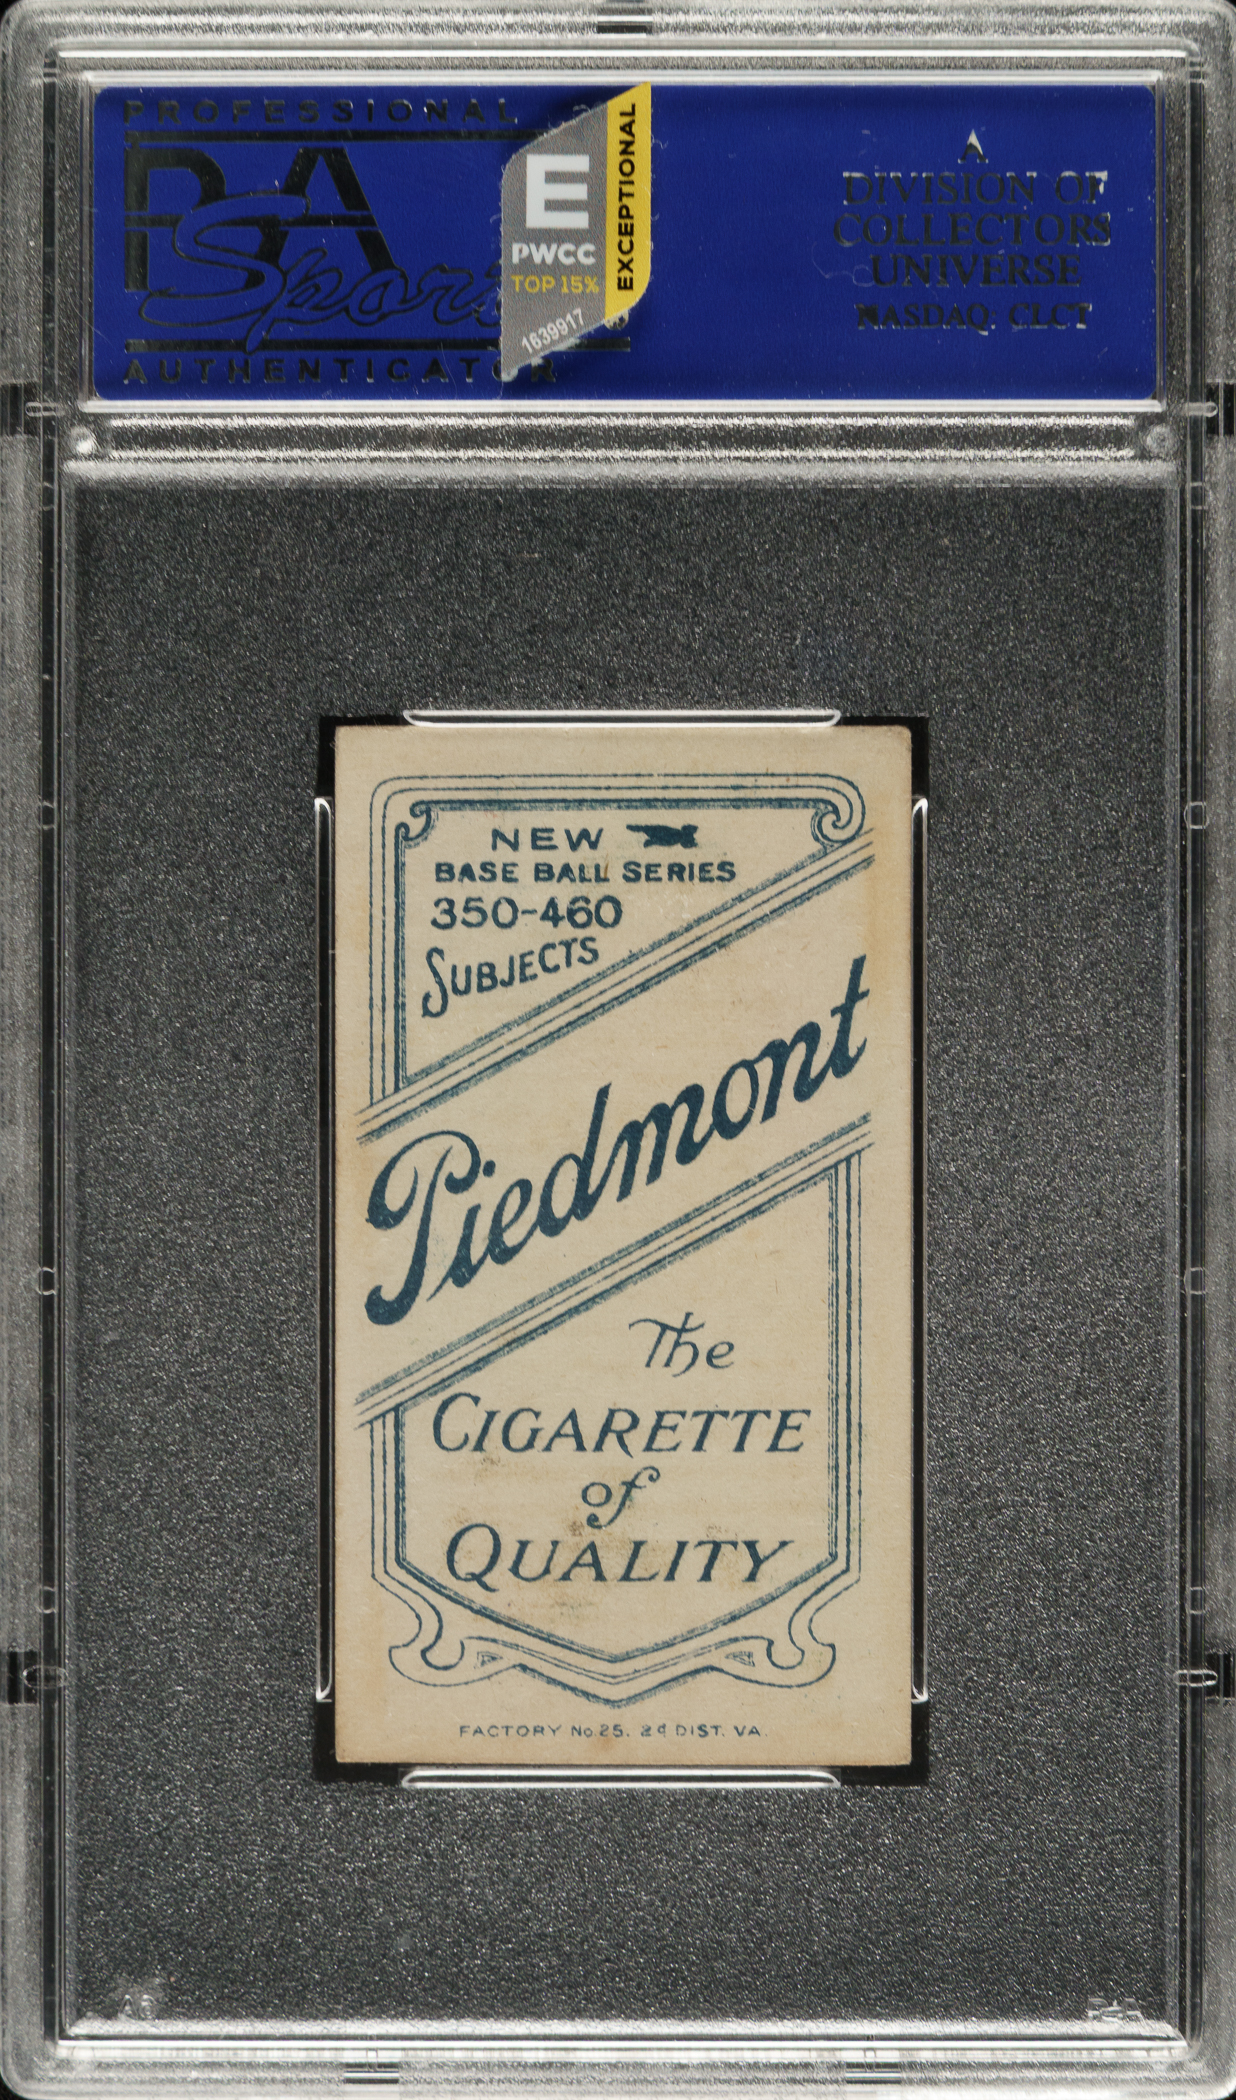 PROFESSIONAL
PSA
Sports
AUTHENTICATOR
E
PWCC
TOP 15%
EXCEPTIONAL
1639917
A
DIVISION OF
COLLECTORS
UNIVERSE
NASDAQ: CLCT
NEW
BASE BALL SERIES
350-460
SUBJECTS
Piedmont
The
CIGARETTE
of
QUALITY
FACTORY No. 25. 2d DIST. VA.